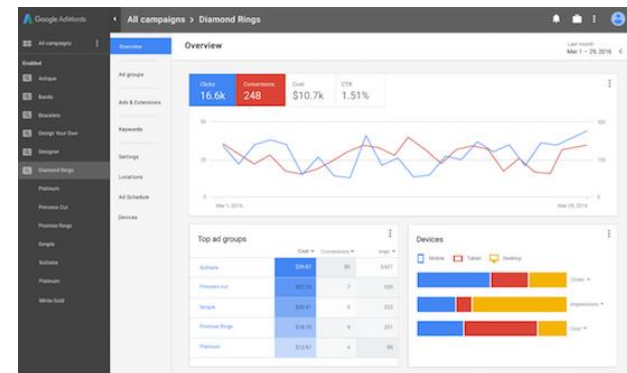 Google AdWords
All campaigns > Diamond Rings
All campaigns
Overview
Overview
Last month
Mar 1 – 29, 2016
Enabled
Antique
Bands
Bracelets
Design Your Own
Designer
Diamond Rings
Platinum
Princess Cut
Promise Rings
Simple
Solitaire
Platinum
White Gold
Ad groups
Ads & Extensions
Keywords
Settings
Locations
Ad Schedule
Devices
Clicks
16.6k
Conversions
248
Cost
$10.7k
CTR
1.51%
Mar 1, 2016
Mar 29, 2016
Top ad groups
Cost Conversions Impr.
Solitaire
Princess cut
Simple
Promise Rings
Platinum
Devices
Mobile Tablet Desktop
Clicks
Impressions
Cost